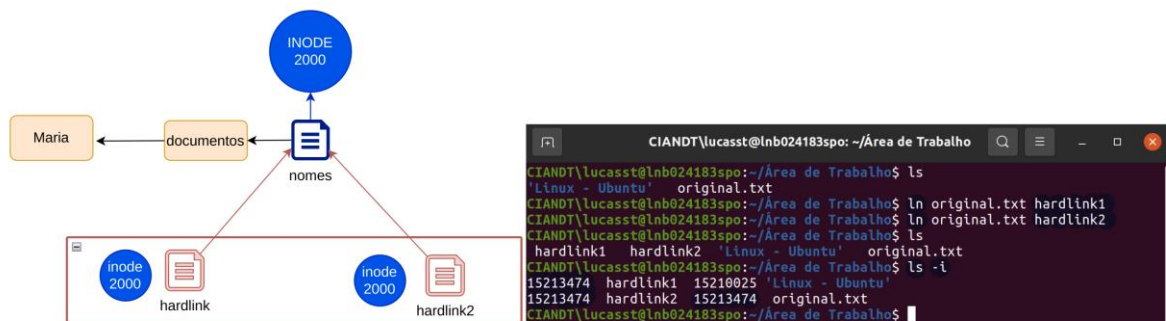 INODE
2000
Maria
documentos
nomes
inode
2000
hardlink
inode
2000
hardlink2
CIANDT\lucasst@lnb024183spo: ~/Área de Trabalho
CIANDT\lucasst@lnb024183spo:~/Área de Trabalho$ ls
'Linux - Ubuntu'   original.txt
CIANDT\lucasst@lnb024183spo:~/Área de Trabalho$ ln original.txt hardlink1
CIANDT\lucasst@lnb024183spo:~/Área de Trabalho$ ln original.txt hardlink2
CIANDT\lucasst@lnb024183spo:~/Área de Trabalho$ ls
hardlink1   hardlink2  'Linux - Ubuntu'   original.txt
CIANDT\lucasst@lnb024183spo:~/Área de Trabalho$ ls -i
15213474  hardlink1  15210025 'Linux - Ubuntu'
15213474  hardlink2  15213474  original.txt
CIANDT\lucasst@lnb024183spo:~/Área de Trabalho$